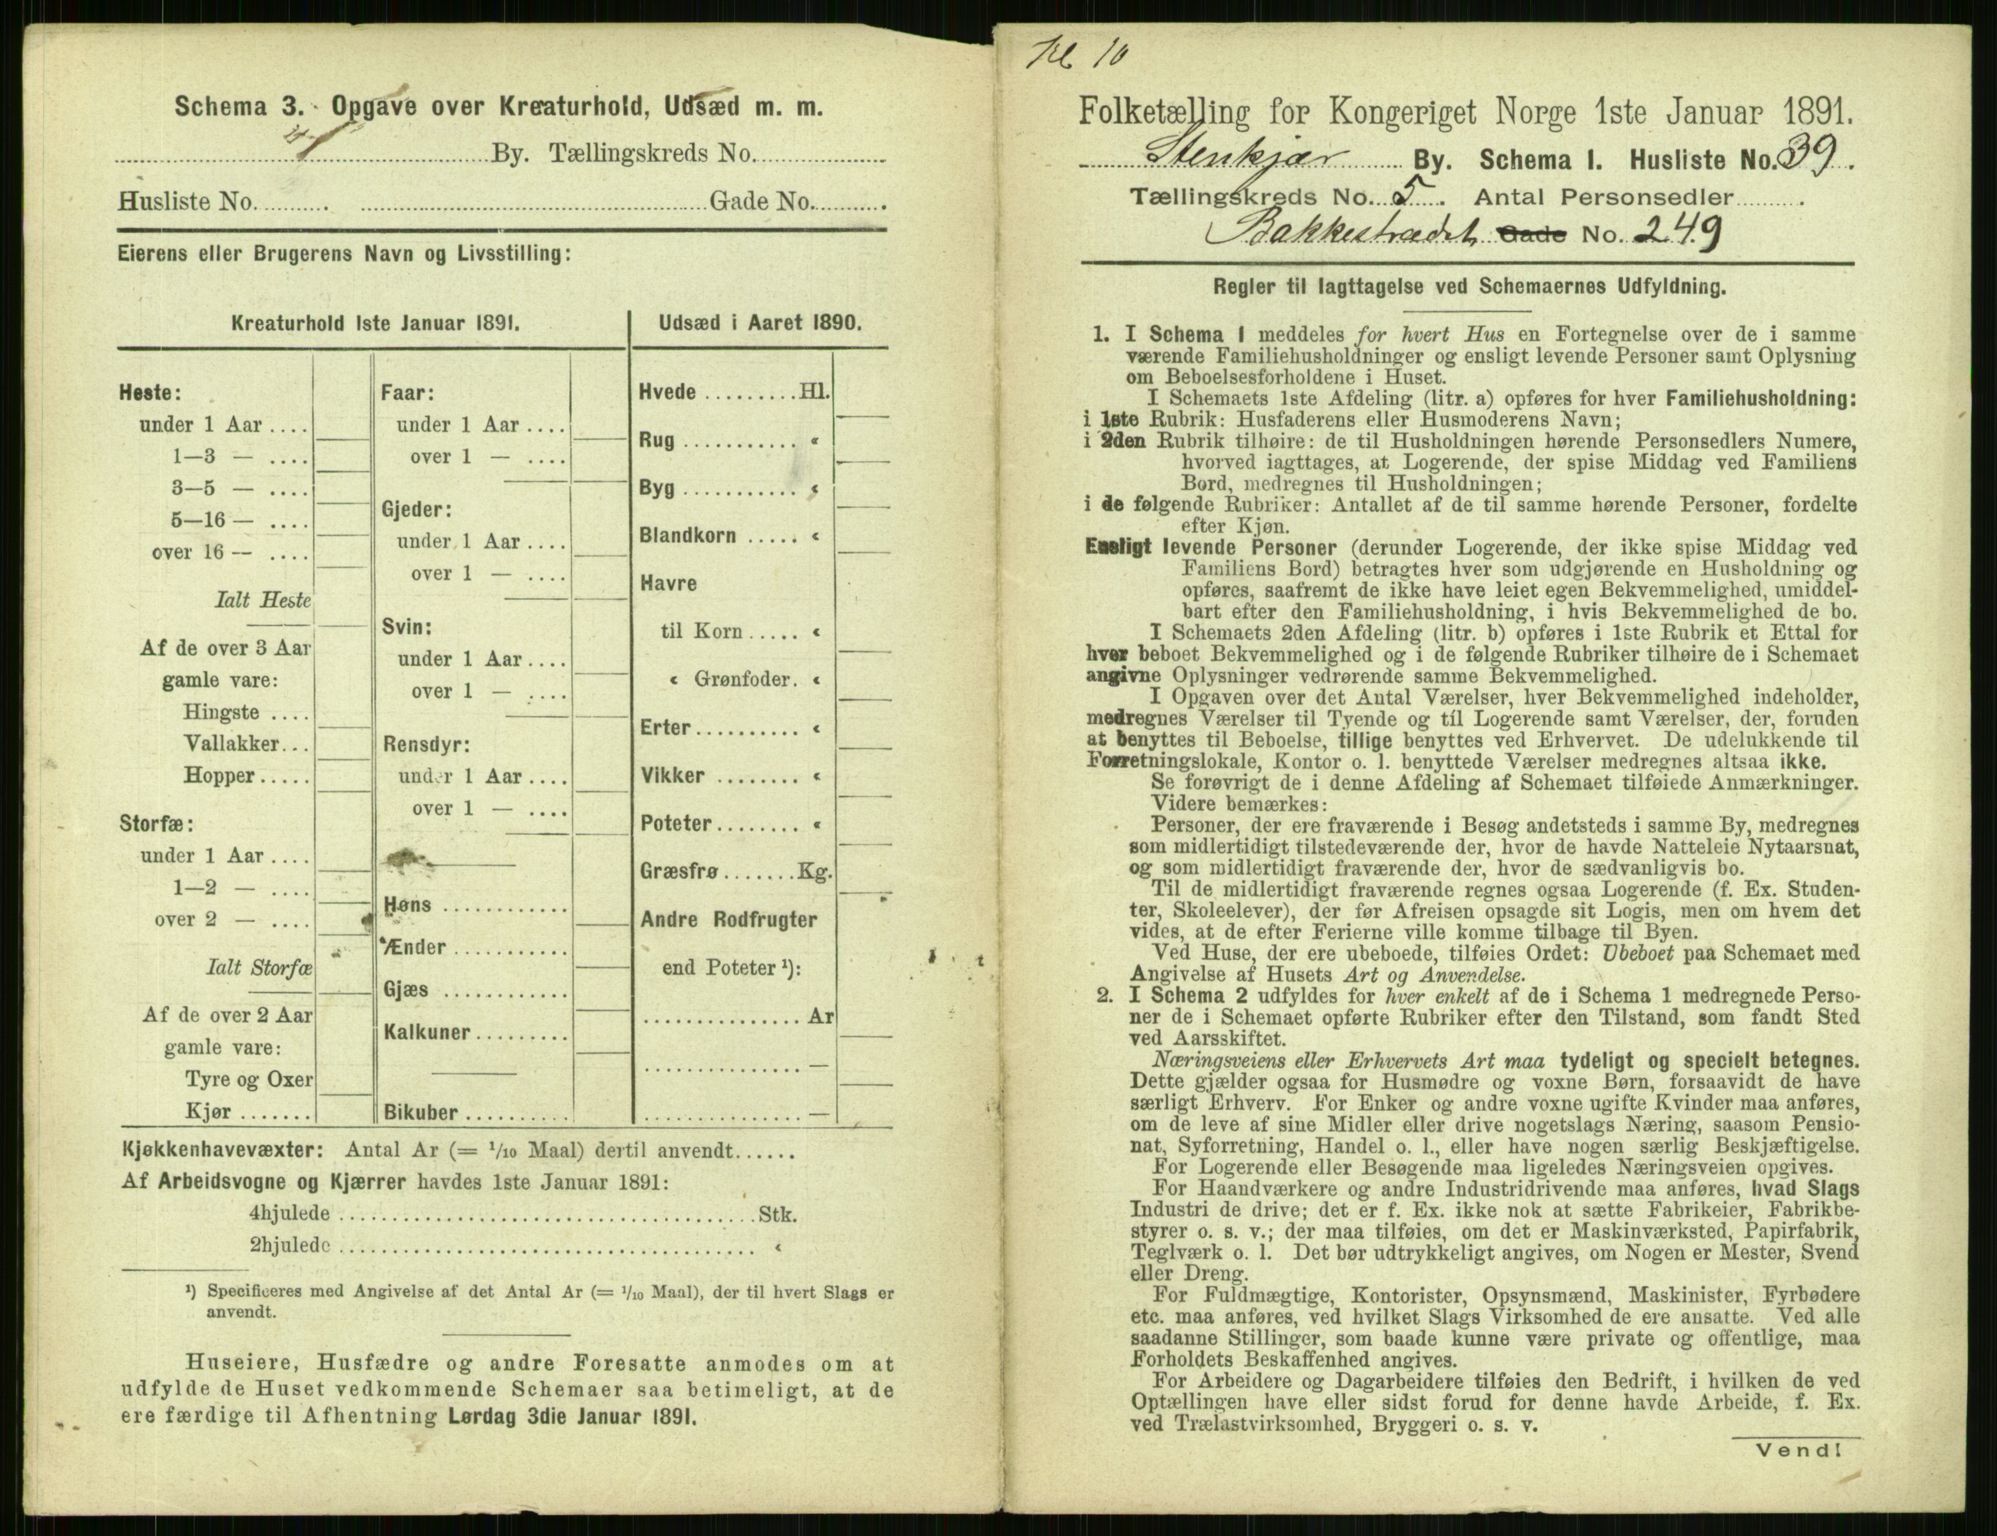 Schema 3. Opgave over Kreaturhold, Udsæd m. m.
By. Tællingskreds No.
Husliste No. Gade No.
Eierens eller Brugerens Navn og Livsstilling:
Kreaturhold 1ste Januar 1891.
Heste:
under 1 Aar ....
1—3 — ....
3—5 — ....
5—16 — ....
over 16 — ....
Ialt Heste
Af de over 3 Aar
gamle vare:
Hingste ....
Vallakker...
Hopper.....
Storfæ:
under 1 Aar ....
1—2 — ....
over 2 — ....
Ialt Storfæ
Af de over 2 Aar
gamle vare:
Tyre og Oxer
Kjør .......
Faar:
under 1 Aar ....
over 1 — ....
Gjeder:
under 1 Aar ....
over 1 — ....
Svin:
under 1 Aar ....
over 1 — ....
Rensdyr:
under 1 Aar ....
over 1 — ....
Høns ............
Ænder ...........
Gjæs ............
Kalkuner.........
Bikuber ..........
Udsæd i Aaret 1890.
Hvede .........Hl.
Rug ........... «
Byg ........... «
Blandkorn ..... «
Havre
til Korn ..... «
« Grønfoder. «
Erter .......... «
Vikker ........ «
Poteter........ «
Græsfrø.......Kg.
Andre Rodfrugter
end Poteter ¹):
............... Ar
............... —
............... —
Kjøkkenhavevæxter: Antal Ar (= 1/10 Maal) dertil anvendt......
Af Arbeidsvogne og Kjærrer havdes 1ste Januar 1891:
4hjulede ........................................Stk.
2hjulede ........................................ «
¹) Specificeres med Angivelse af det Antal Ar (= 1/10 Maal), der til hvert Slags er
anvendt.
Huseiere, Husfædre og andre Foresatte anmodes om at
udfylde de Huset vedkommende Schemaer saa betimeligt, at de
ere færdige til Afhentning Lørdag 3die Januar 1891.
Kl 10
Folketælling for Kongeriget Norge 1ste Januar 1891.
Stenkjær By. Schema 1. Husliste No. 39.
Tællingskreds No. 5. Antal Personsedler .
Bakkestrædet Gade No. 249
Regler til Iagttagelse ved Schemaernes Udfyldning.
1. I Schema 1 meddeles for hvert Hus en Fortegnelse over de i samme
værende Familiehusholdninger og ensligt levende Personer samt Oplysning
om Beboelsesforholdene i Huset.
I Schemaets 1ste Afdeling (litr. a) opføres for hver Familiehusholdning:
i 1ste Rubrik: Husfaderens eller Husmoderens Navn;
i 2den Rubrik tilhøire: de til Husholdningen hørende Personsedlers Numere,
hvorved iagttages, at Logerende, der spise Middag ved Familiens
Bord, medregnes til Husholdningen;
i de følgende Rubriker: Antallet af de til samme hørende Personer, fordelte
efter Kjøn.
Ensligt levende Personer (derunder Logerende, der ikke spise Middag ved
Familiens Bord) betragtes hver som udgjørende en Husholdning og
opføres, saafremt de ikke have leiet egen Bekvemmelighed, umiddel-
bart efter den Familiehusholdning, i hvis Bekvemmelighed de bo.
I Schemaets 2den Afdeling (litr. b) opføres i 1ste Rubrik et Ettal for
hver beboet Bekvemmelighed og i de følgende Rubriker tilhøire de i Schemaet
angivne Oplysninger vedrørende samme Bekvemmelighed.
I Opgaven over det Antal Værelser, hver Bekvemmelighed indeholder,
medregnes Værelser til Tyende og til Logerende samt Værelser, der, foruden
at benyttes til Beboelse, tillige benyttes ved Erhvervet. De udelukkende til
Forretningslokale, Kontor o. l. benyttede Værelser medregnes altsaa ikke.
Se forøvrigt de i denne Afdeling af Schemaet tilføiede Anmærkninger.
Videre bemærkes:
Personer, der ere fraværende i Besøg andetsteds i samme By, medregnes
som midlertidigt tilstedeværende der, hvor de havde Natteleie Nytaarsnat,
og som midlertidigt fraværende der, hvor de sædvanligvis bo.
Til de midlertidigt fraværende regnes ogsaa Logerende (f. Ex. Studen-
ter, Skoleelever), der før Afreisen opsagde sit Logis, men om hvem det
vides, at de efter Ferierne ville komme tilbage til Byen.
Ved Huse, der ere ubeboede, tilføies Ordet: Ubeboet paa Schemaet med
Angivelse af Husets Art og Anvendelse.
2. I Schema 2 udfyldes for hver enkelt af de i Schema 1 medregnede Perso-
ner de i Schemaet opførte Rubriker efter den Tilstand, som fandt Sted
ved Aarsskiftet.
Næringsveiens eller Erhvervets Art maa tydeligt og specielt betegnes.
Dette gjælder ogsaa for Husmødre og voxne Børn, forsaavidt de have
særligt Erhverv. For Enker og andre voxne ugifte Kvinder maa anføres,
om de leve af sine Midler eller drive nogetslags Næring, saasom Pensio-
nat, Syforretning, Handel o. l., eller have nogen særlig Beskjæftigelse.
For Logerende eller Besøgende maa ligeledes Næringsveien opgives.
For Haandværkere og andre Industridrivende maa anføres, hvad Slags
Industri de drive; det er f. Ex. ikke nok at sætte Fabrikeier, Fabrikbe-
styrer o. s. v.; der maa tilføies, om det er Maskinværksted, Papirfabrik,
Teglværk o. l. Det bør udtrykkeligt angives, om Nogen er Mester, Svend
eller Dreng.
For Fuldmægtige, Kontorister, Opsynsmænd, Maskinister, Fyrbødere
etc. maa anføres, ved hvilket Slags Virksomhed de ere ansatte. Ved alle
saadanne Stillinger, som baade kunne være private og offentlige, maa
Forholdets Beskaffenhed angives.
For Arbeidere og Dagarbeidere tilføies den Bedrift, i hvilken de ved
Optællingen have eller sidst forud for denne havde Arbeide, f. Ex.
ved Trælastvirksomhed, Bryggeri o. s. v.
Vend!